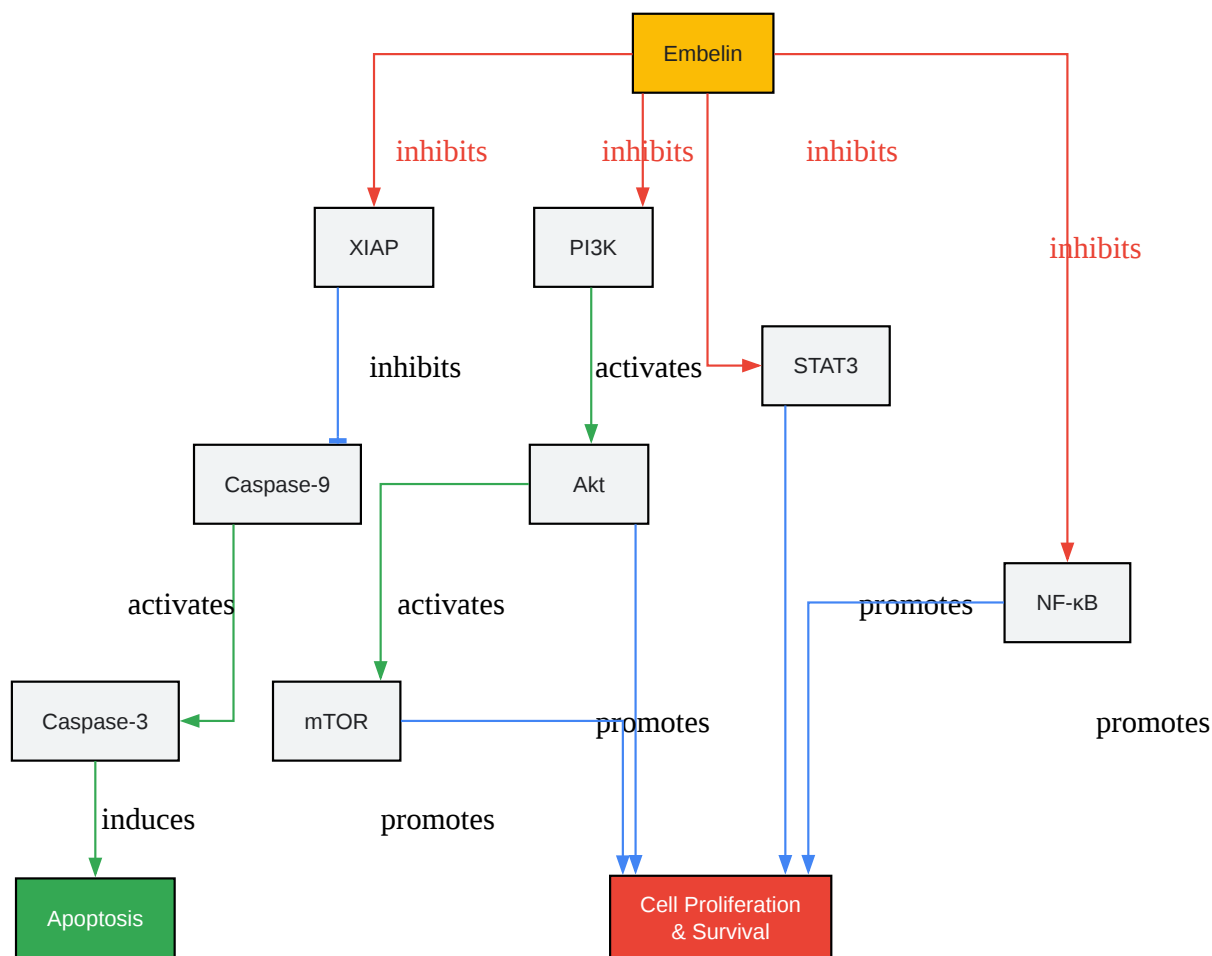 Embelin
inhibits
inhibits
inhibits
XIAP
PI3K
inhibits
inhibits
activates
STAT3
Caspase-9
Akt
activates
activates
promotes
NF-κB
Caspase-3
mTOR
promotes
promotes
induces
promotes
Apoptosis
Cell Proliferation
& Survival